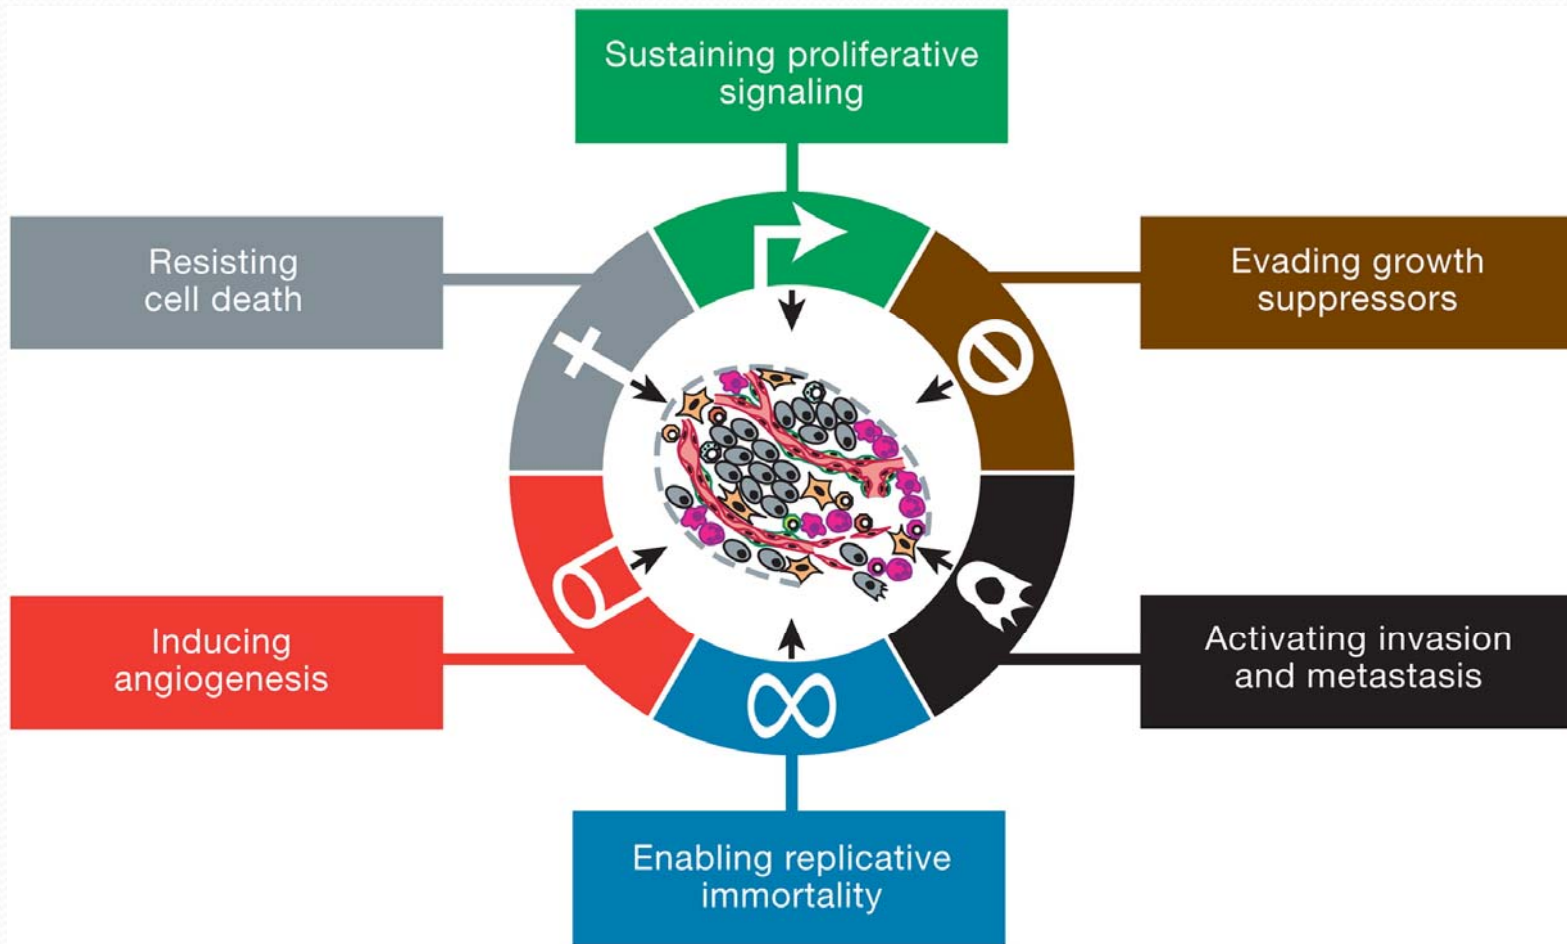 Sustaining proliferative
signaling
Resisting
cell death
Evading growth
suppressors
Inducing
angiogenesis
Activating invasion
and metastasis
Enabling replicative
immortality